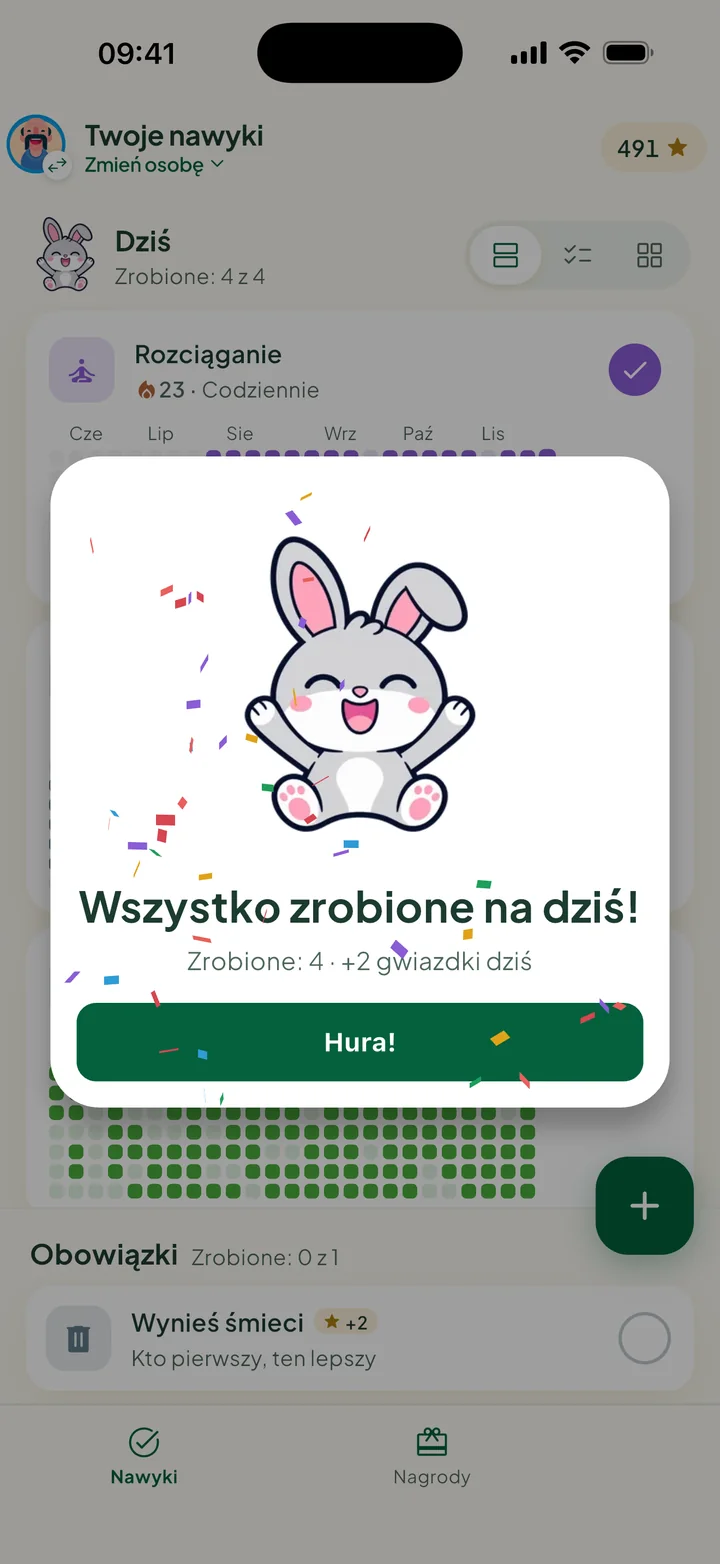 09:41
Twoje nawyki
Zmień osobę
491
Dziś
Zrobione: 4 z 4
Rozciąganie
23 · Codziennie
Cze Lip Sie Wrz Paź Lis
Wszystko zrobione na dziś!
Zrobione: 4 · +2 gwiazdki dziś
Hura!
Obowiązki Zrobione: 0 z 1
Wynieś śmieci +2
Kto pierwszy, ten lepszy
Nawyki Nagrody